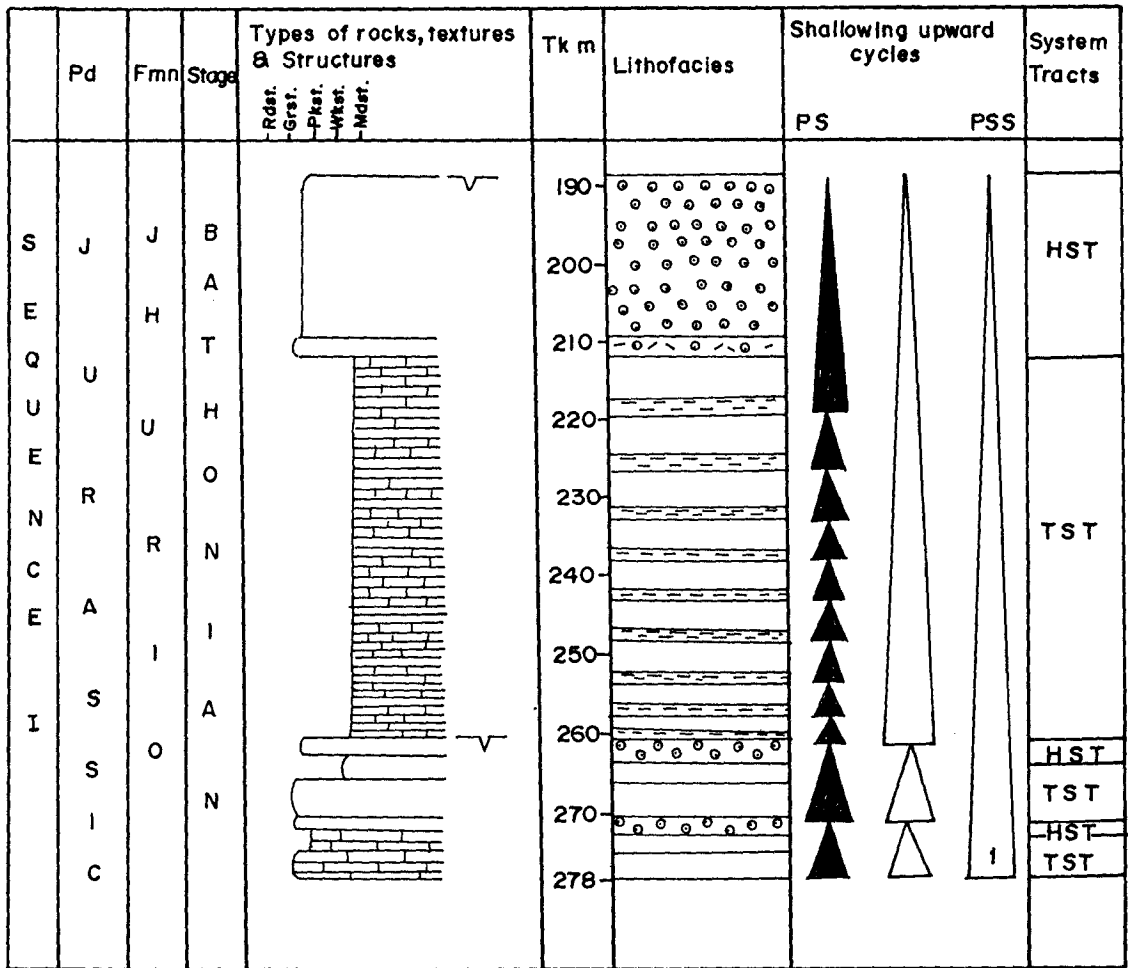 Pd
Fmn
Stage
Types of rocks, textures
& Structures
Rdst.
Grst.
Pkst.
Wkst.
Mdst.
Tk m
Lithofacies
Shallowing upward
cycles
PS
PSS
System
Tracts
SEQUENCE I
JURASSIC
JHURRIO
BATHONIAN
190
200
210
220
230
240
250
260
270
278
1
HST
TST
HST
TST
HST
TST